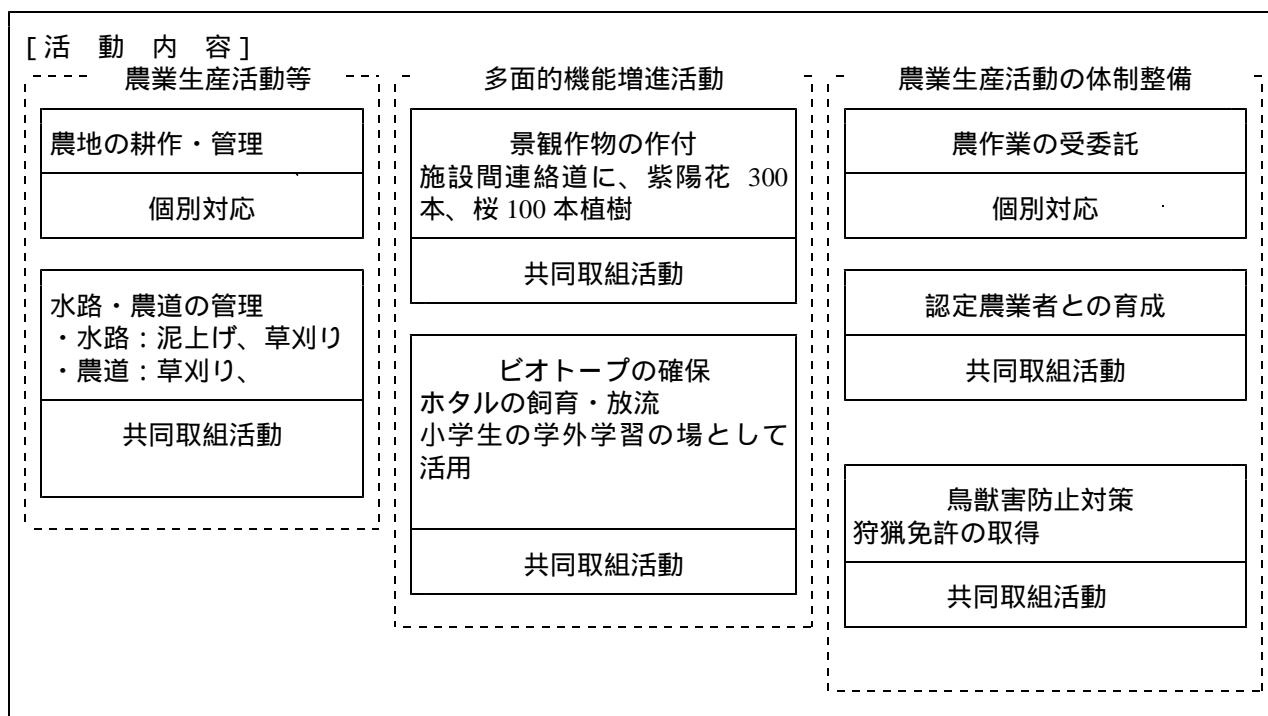 [活 動 内 容]
農業生産活動等
農地の耕作・管理
個別対応
水路・農道の管理
・水路:泥上げ、草刈り
・農道:草刈り、
共同取組活動
多面的機能増進活動
景観作物の作付
施設間連絡道に、紫陽花 300
本、桜 100 本植樹
共同取組活動
ビオトープの確保
ホタルの飼育・放流
小学生の学外学習の場として
活用
共同取組活動
農業生産活動の体制整備
農作業の受委託
個別対応
認定農業者との育成
共同取組活動
鳥獣害防止対策
狩猟免許の取得
共同取組活動